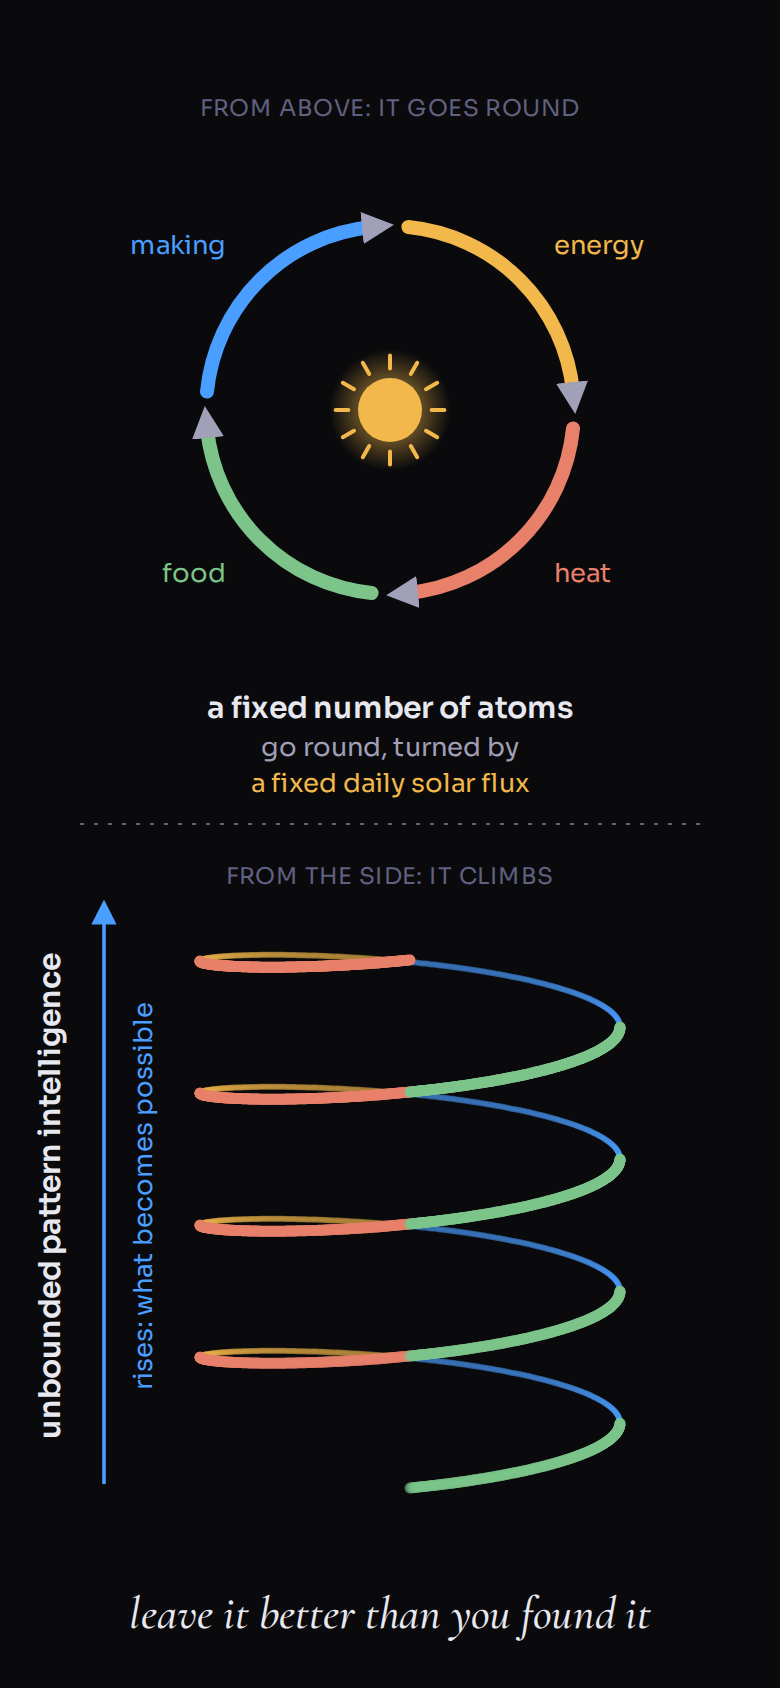 FROM ABOVE: IT GOES ROUND
making
energy
food
heat
a fixed number of atoms
go round, turned by
a fixed daily solar flux
FROM THE SIDE: IT CLIMBS
unbounded pattern intelligence
rises: what becomes possible
leave it better than you found it